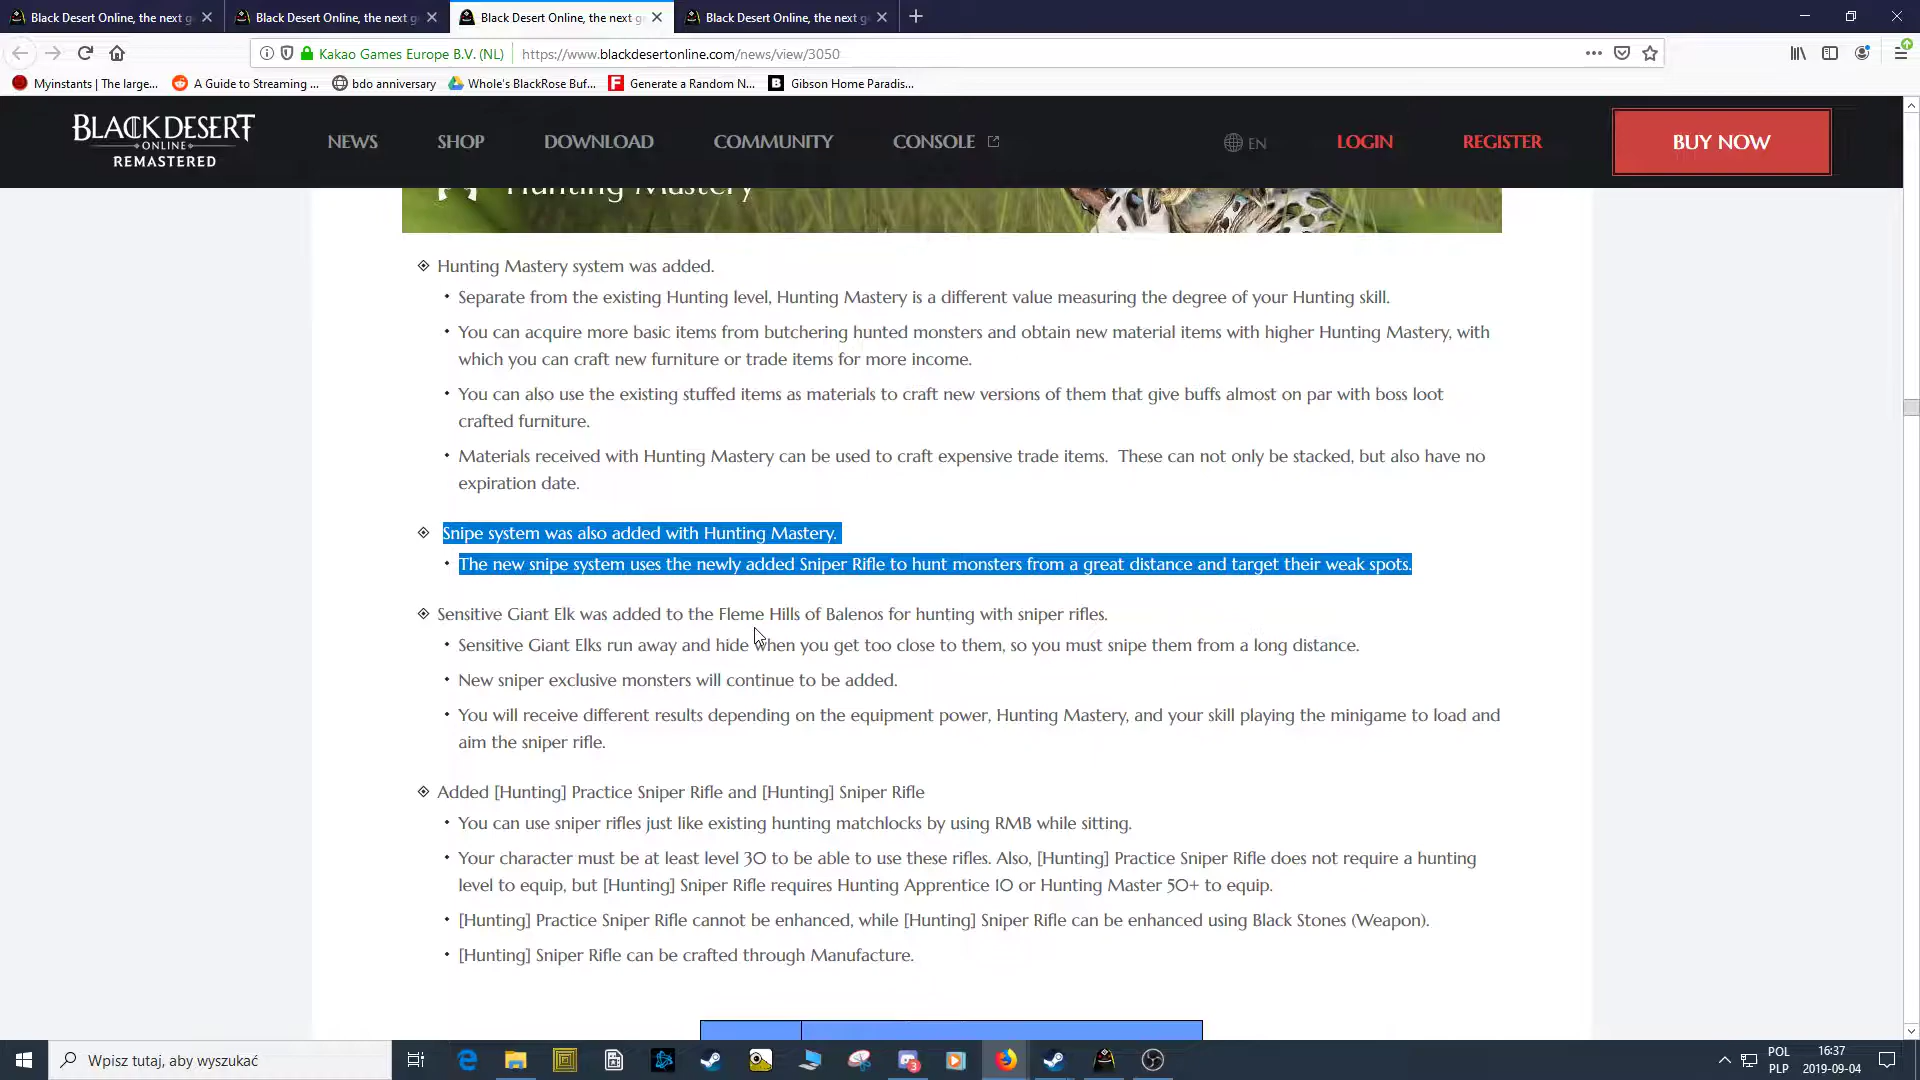 Black Desert Online, the next g
Black Desert Online, the next g
Black Desert Online, the next g
Black Desert Online, the next g
Kakao Games Europe B.V. (NL)
https://www.blackdesertonline.com/news/view/3050
Myinstants | The large...
A Guide to Streaming ...
bdo anniversary
Whole's BlackRose Buf...
Generate a Random N...
Gibson Home Paradis...
BLACK DESERT
ONLINE
REMASTERED
NEWS
SHOP
DOWNLOAD
COMMUNITY
CONSOLE
EN
LOGIN
REGISTER
BUY NOW
Hunting Mastery
Hunting Mastery system was added.
Separate from the existing Hunting level, Hunting Mastery is a different value measuring the degree of your Hunting skill.
You can acquire more basic items from butchering hunted monsters and obtain new material items with higher Hunting Mastery, with
which you can craft new furniture or trade items for more income.
You can also use the existing stuffed items as materials to craft new versions of them that give buffs almost on par with boss loot
crafted furniture.
Materials received with Hunting Mastery can be used to craft expensive trade items. These can not only be stacked, but also have no
expiration date.
Snipe system was also added with Hunting Mastery.
The new snipe system uses the newly added Sniper Rifle to hunt monsters from a great distance and target their weak spots.
Sensitive Giant Elk was added to the Fleme Hills of Balenos for hunting with sniper rifles.
Sensitive Giant Elks run away and hide when you get too close to them, so you must snipe them from a long distance.
New sniper exclusive monsters will continue to be added.
You will receive different results depending on the equipment power, Hunting Mastery, and your skill playing the minigame to load and
aim the sniper rifle.
Added [Hunting] Practice Sniper Rifle and [Hunting] Sniper Rifle
You can use sniper rifles just like existing hunting matchlocks by using RMB while sitting.
Your character must be at least level 30 to be able to use these rifles. Also, [Hunting] Practice Sniper Rifle does not require a hunting
level to equip, but [Hunting] Sniper Rifle requires Hunting Apprentice 10 or Hunting Master 50+ to equip.
[Hunting] Practice Sniper Rifle cannot be enhanced, while [Hunting] Sniper Rifle can be enhanced using Black Stones (Weapon).
[Hunting] Sniper Rifle can be crafted through Manufacture.
Wpisz tutaj, aby wyszukać
3
POL
PLP
16:37
2019-09-04